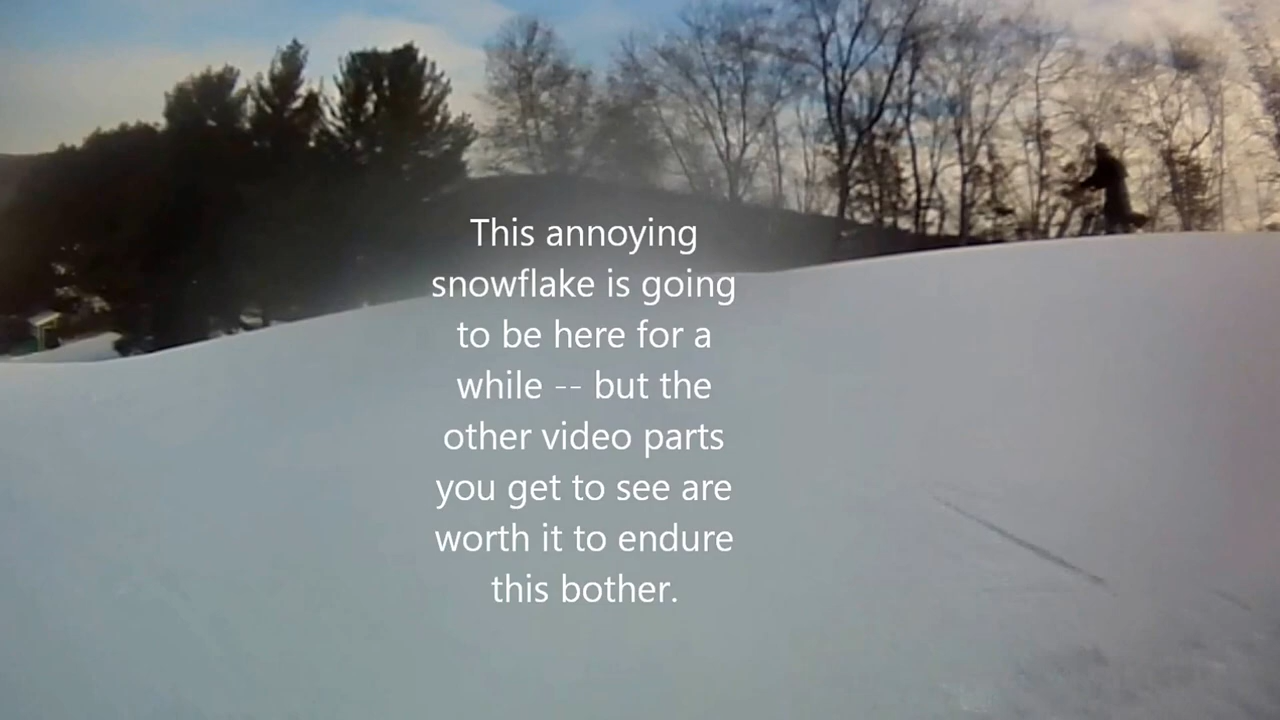 This annoying
snowflake is going
to be here for a
while -- but the
other video parts
you get to see are
worth it to endure
this bother.